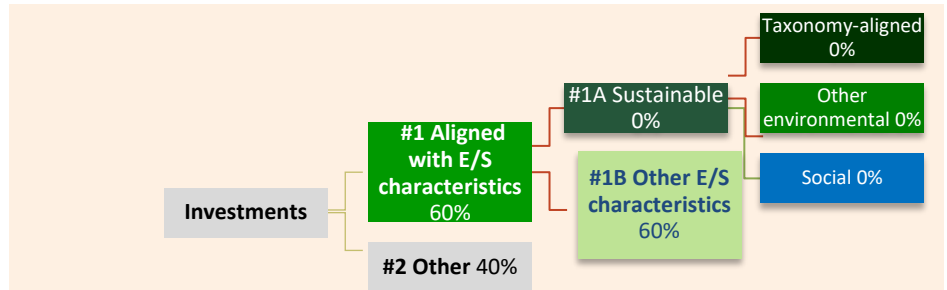 Investments
#1 Aligned
with E/S
characteristics
60%
#2 Other 40%
#1A Sustainable
0%
#1B Other E/S
characteristics
60%
Taxonomy-aligned
0%
Other
environmental 0%
Social 0%